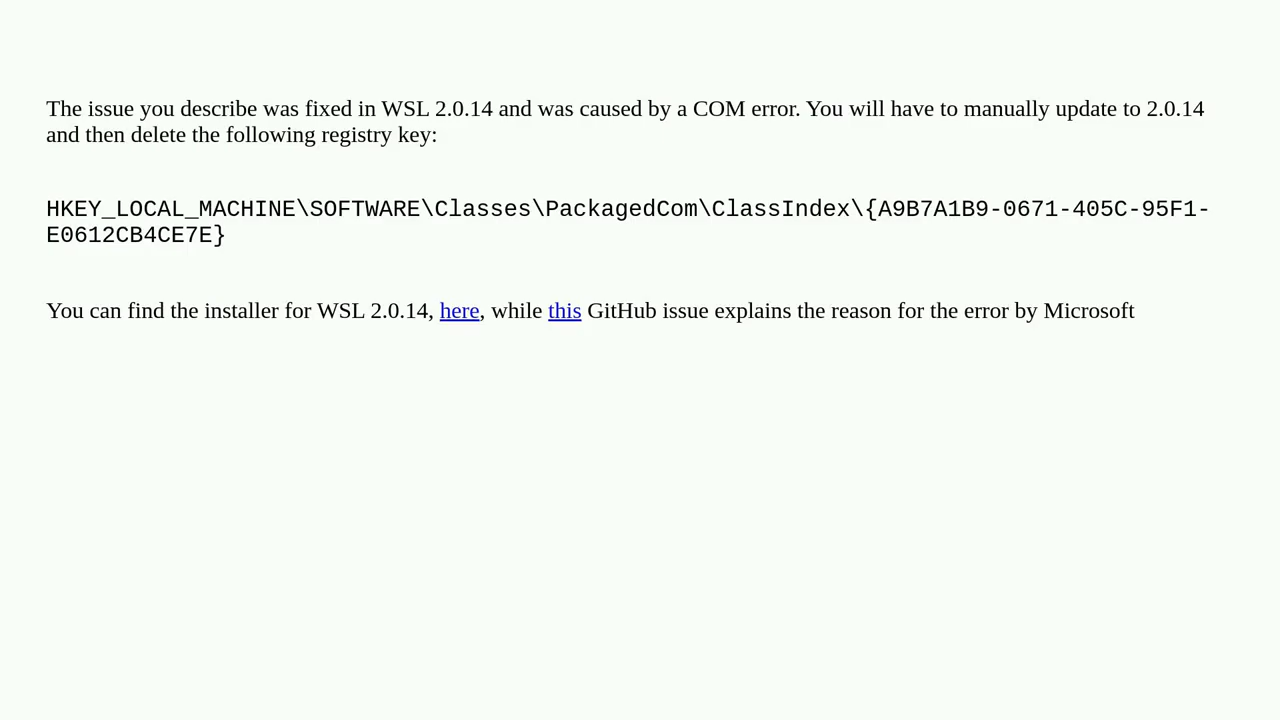 The issue you describe was fixed in WSL 2.0.14 and was caused by a COM error. You will have to manually update to 2.0.14
and then delete the following registry key:
HKEY_LOCAL_MACHINE\SOFTWARE\Classes\PackagedCom\ClassIndex\{A9B7A1B9-0671-405C-95F1-
E0612CB4CE7E}
You can find the installer for WSL 2.0.14, here, while this GitHub issue explains the reason for the error by Microsoft